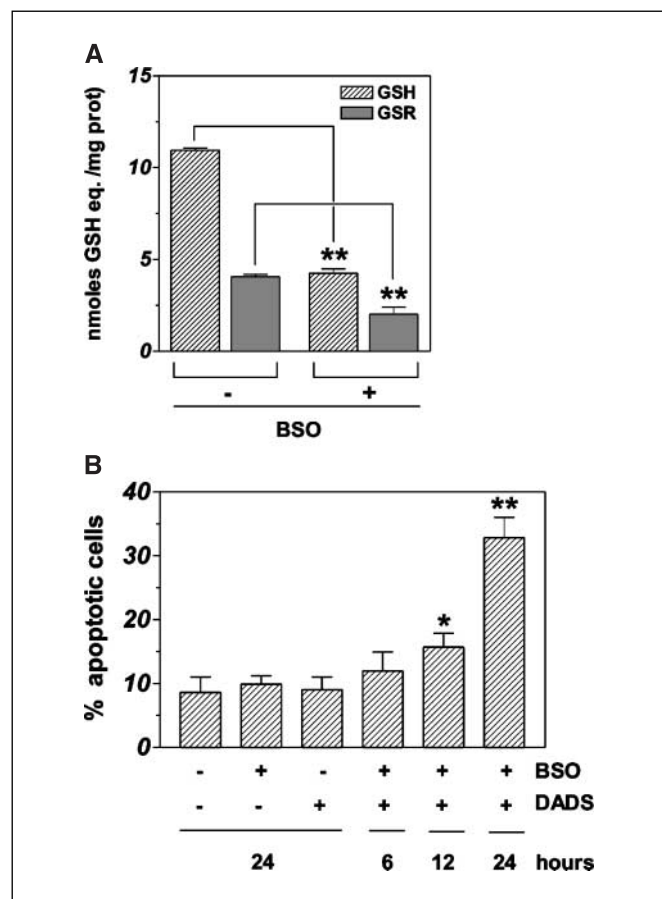 A
nmoles GSH eq. /mg prot
15
10
5
0
GSH
GSR
**
**
- +
BSO
B
% apoptotic cells
40
30
20
10
0
*
**
- + - + + + BSO
- - + + + + DADS
24 6 12 24 hours